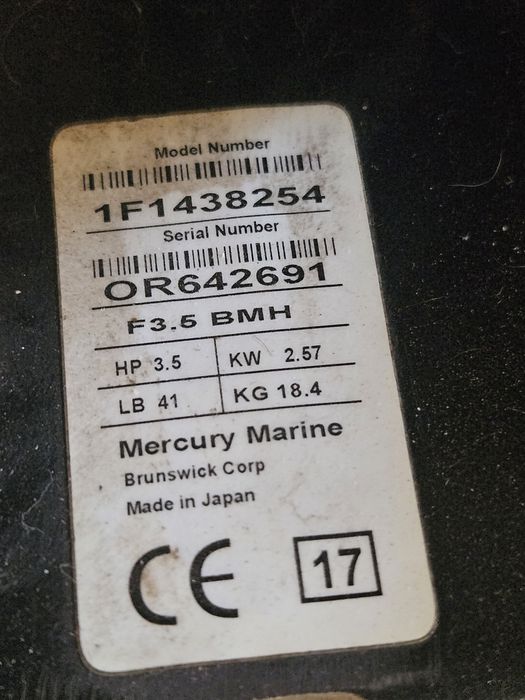 Model Number
1F1438254
Serial Number
OR642691
F3.5 BMH
HP 3.5 KW 2.57
LB 41 KG 18.4
Mercury Marine
Brunswick Corp
Made in Japan
CE 17